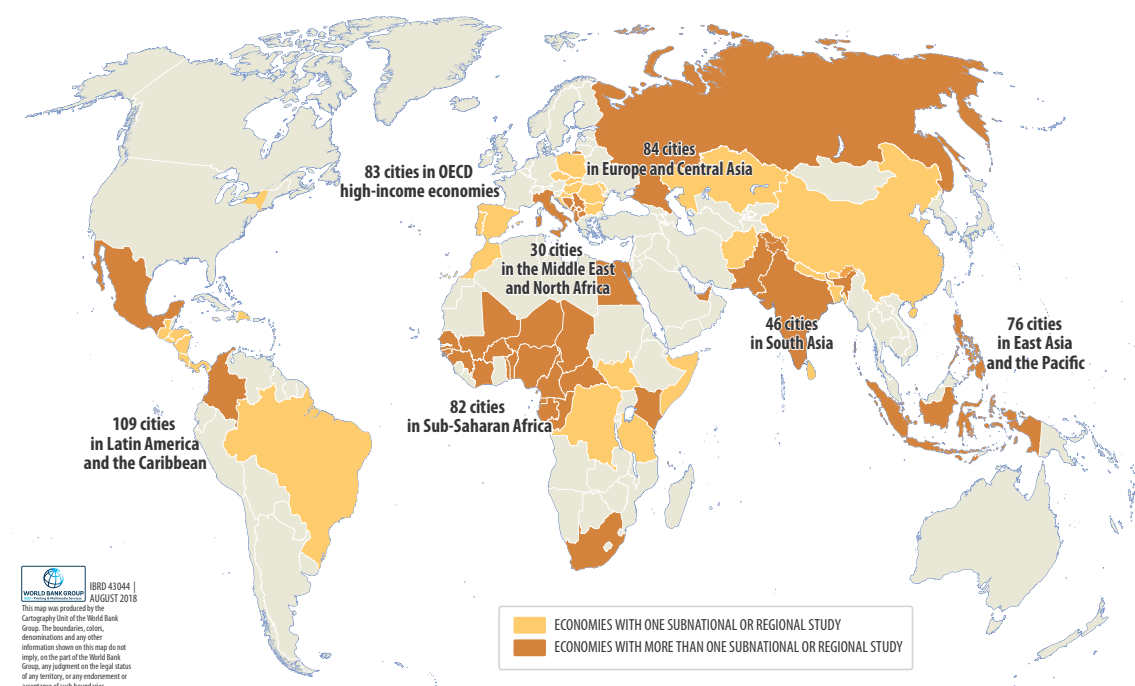 84 cities
in Europe and Central Asia
83 cities in OECD
high-income economies
30 cities
in the Middle East
and North Africa
46 cities
in South Asia
76 cities
in East Asia
and the Pacific
82 cities
in Sub-Saharan Africa
109 cities
in Latin America
and the Caribbean
WORLD BANK GROUP
IBRD 43044 |
AUGUST 2018
This map was produced by the
Cartography Unit of the World Bank
Group. The boundaries, colors,
denominations and any other
information shown on this map do not
imply, on the part of the World Bank
Group, any judgment on the legal status
of any territory, or any endorsement or
acceptance of such boundaries.
ECONOMIES WITH ONE SUBNATIONAL OR REGIONAL STUDY
ECONOMIES WITH MORE THAN ONE SUBNATIONAL OR REGIONAL STUDY